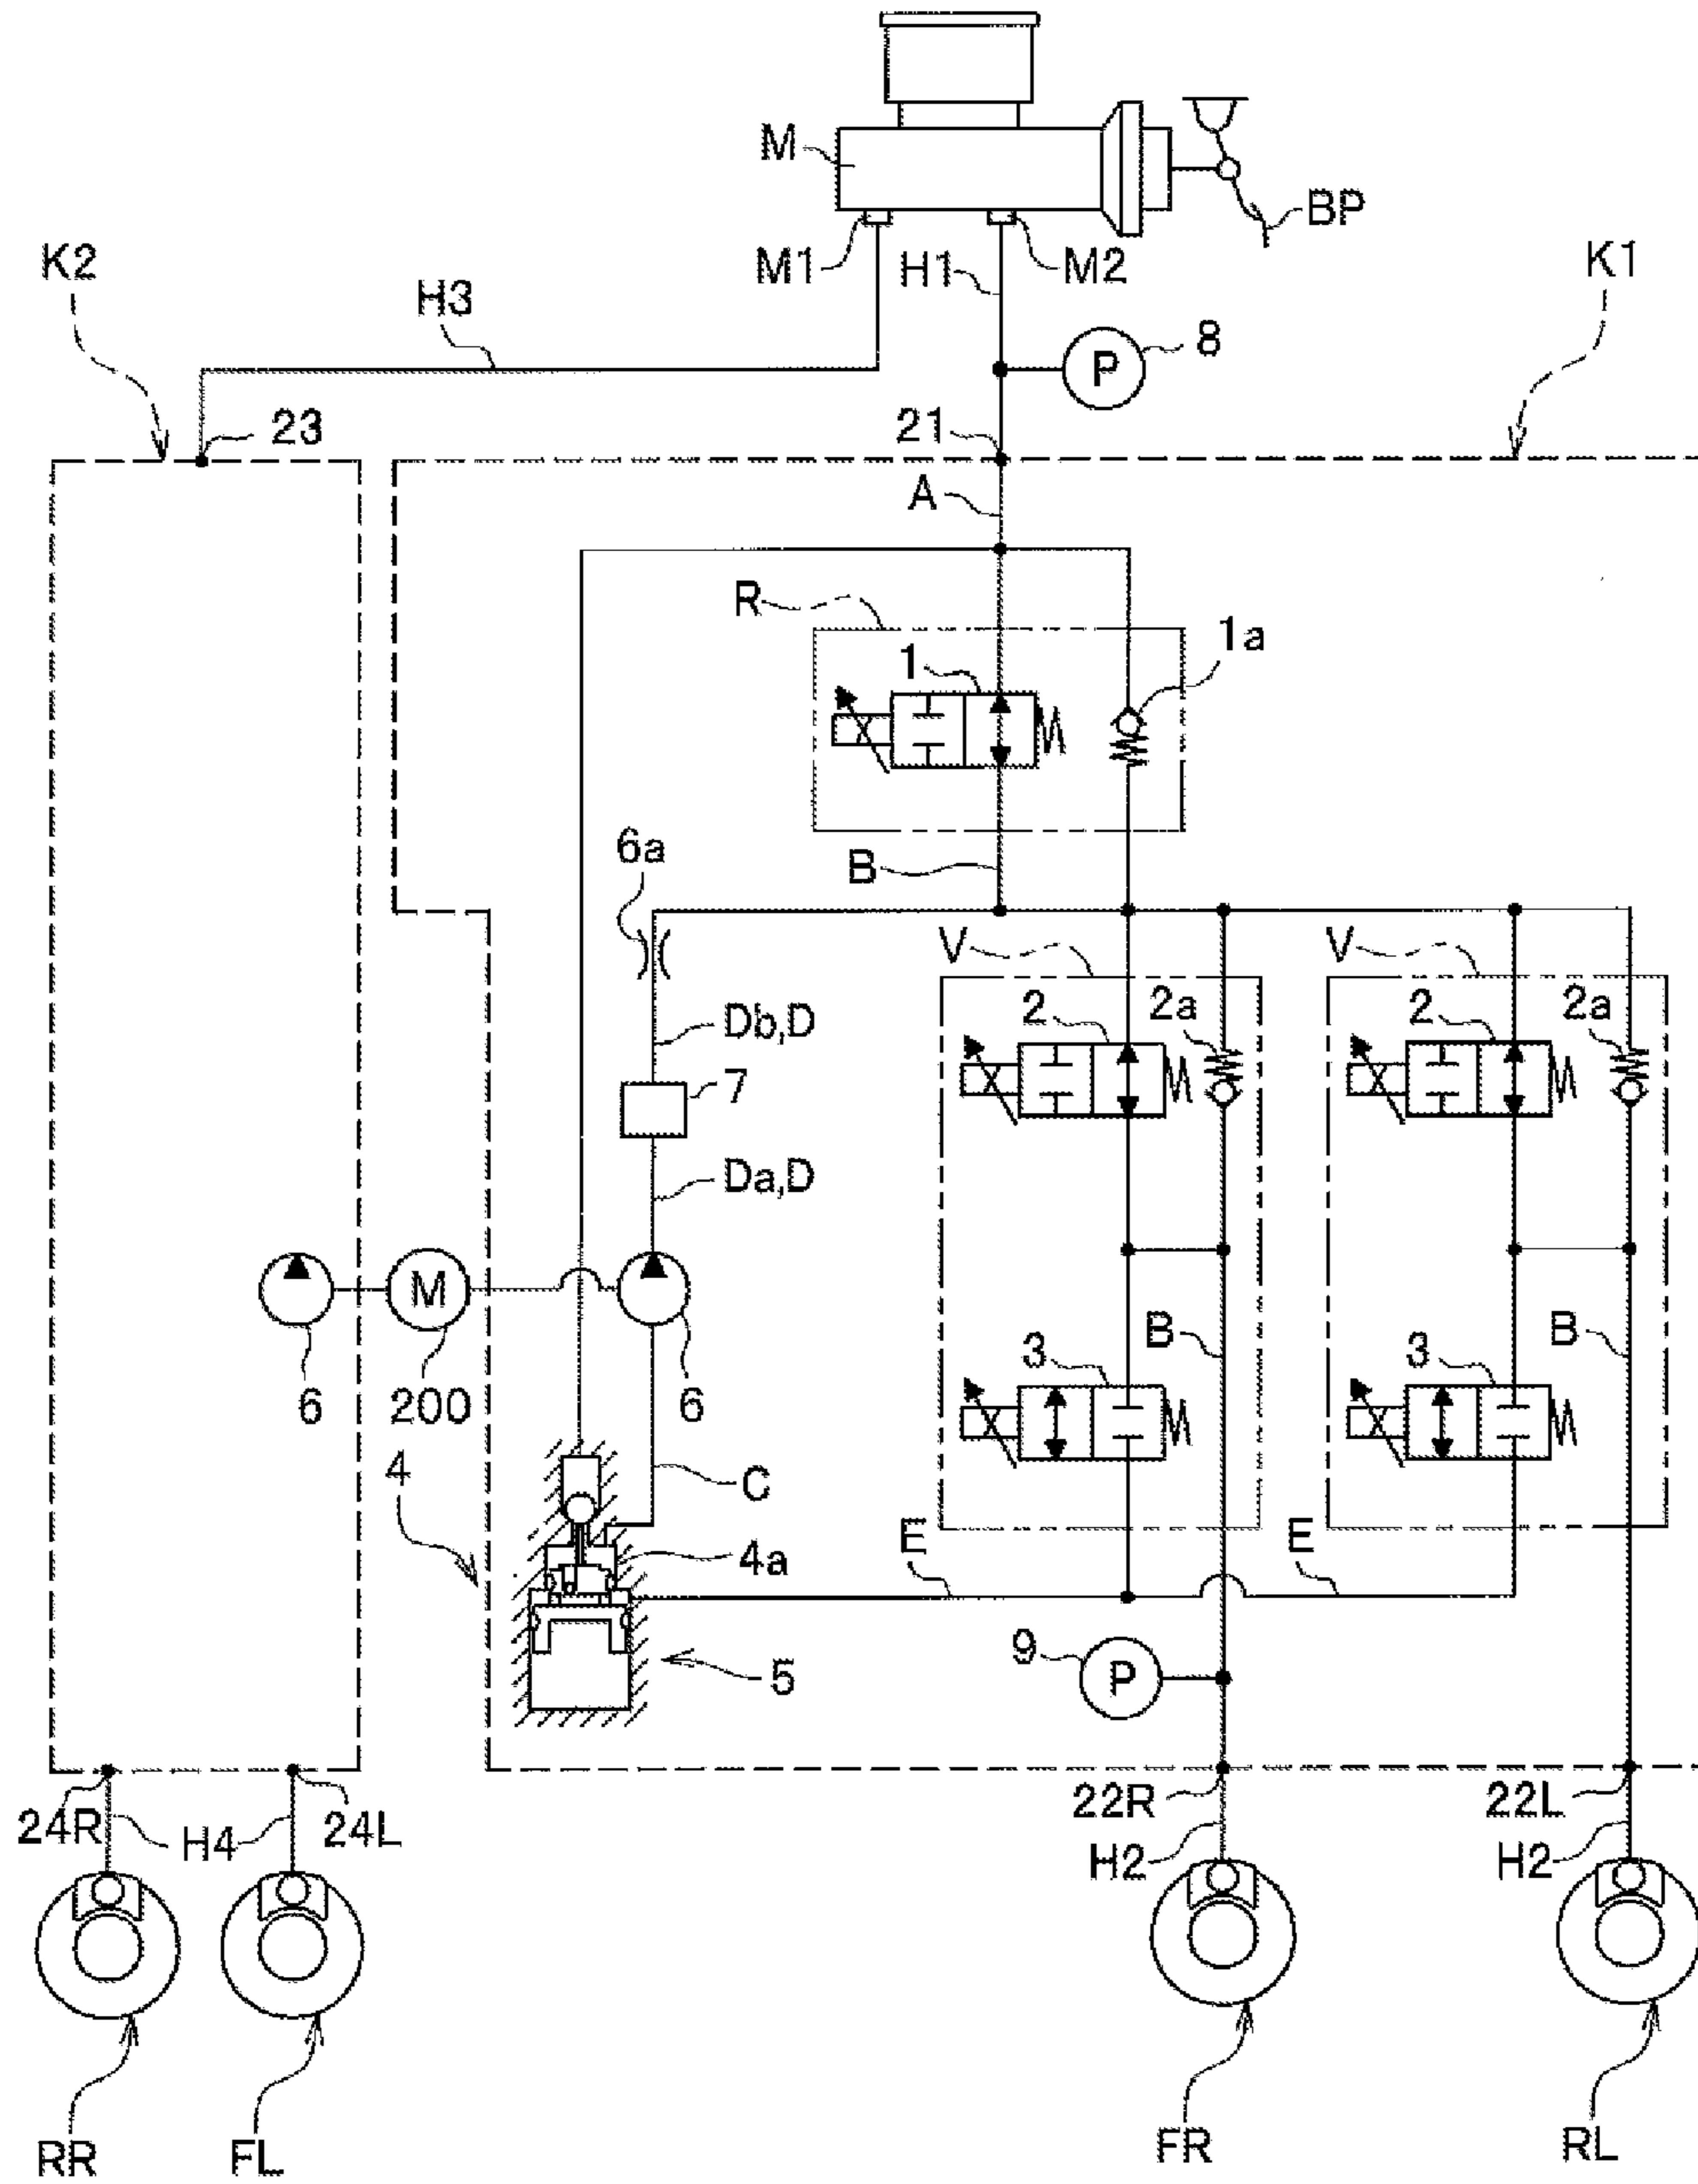 M
BP
M1
H1
M2
K2
K1
H3
8
P
23
21
A
R
1a
1
6a
B
V
V
Db,D
2
2a
2
2a
7
Da,D
M
B
B
6
200
6
3
3
4
C
4a
E
E
9
P
5
24R
H4
24L
22R
22L
H2
H2
RR
FL
FR
RL